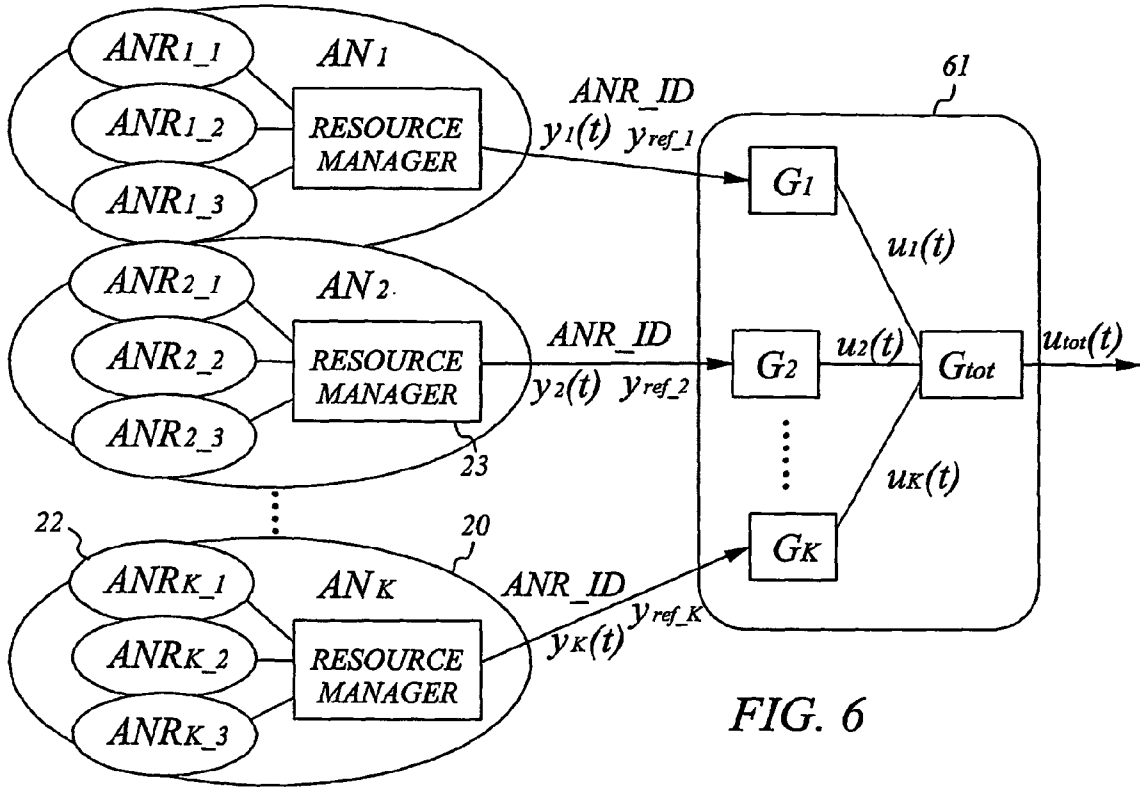 ANR1_1
AN1
ANR1_2
RESOURCE
MANAGER
ANR1_3
ANR_ID
y1(t) yref_1
61
G1
u1(t)
ANR2_1
AN2
ANR2_2
RESOURCE
MANAGER
ANR2_3
23
ANR_ID
y2(t) yref_2
G2
u2(t)
Gtot
utot(t)
uK(t)
GK
22
20
ANRK_1
ANK
ANRK_2
RESOURCE
MANAGER
ANRK_3
ANR_ID
yK(t) yref_K
FIG. 6